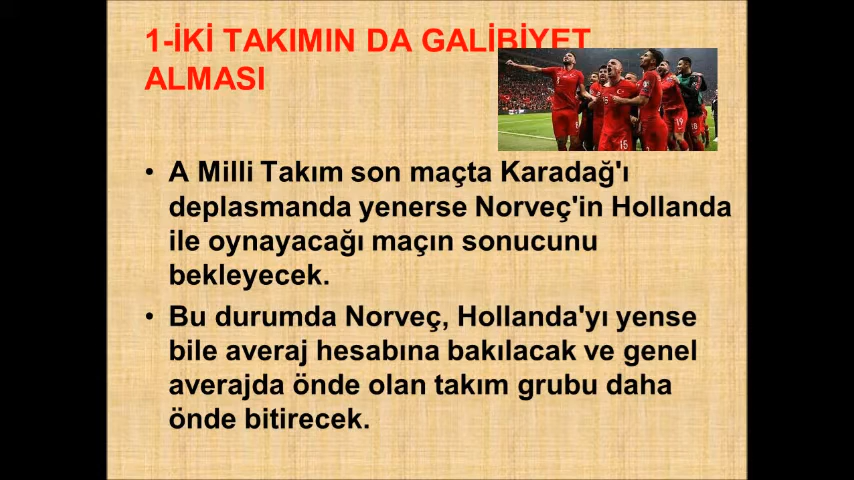 1-İKİ TAKIMIN DA GALİBİYET
ALMASI
• A Milli Takım son maçta Karadağ'ı
deplasmanda yenerse Norveç'in Hollanda
ile oynayacağı maçın sonucunu
bekleyecek.
• Bu durumda Norveç, Hollanda'yı yense
bile averaj hesabına bakılacak ve genel
averajda önde olan takım grubu daha
önde bitirecek.